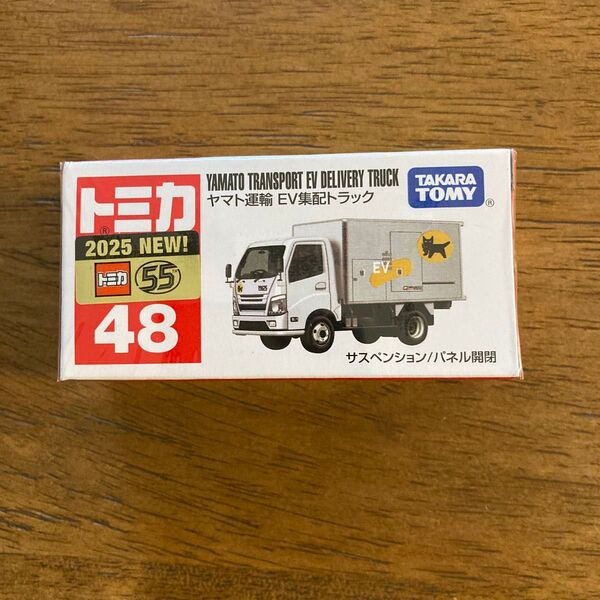 トミカ
®
2025 NEW!
トミカ 55
48
YAMATO TRANSPORT EV DELIVERY TRUCK
ヤマト運輸 EV集配トラック
TAKARA
TOMY
®
EV
サスペンション/パネル開閉